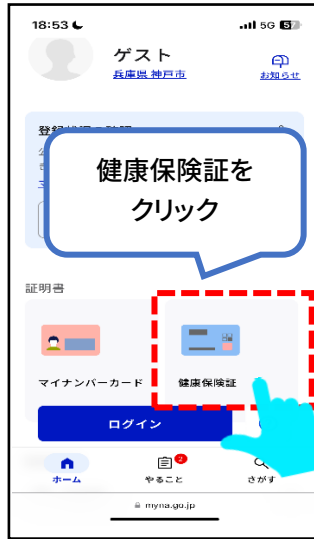 18:53
5G 57
ゲスト
兵庫県 神戸市
お知らせ
健康保険証を
クリック
証明書
マイナンバーカード
健康保険証
ログイン
2
ホーム
やること
さがす
myna.go.jp